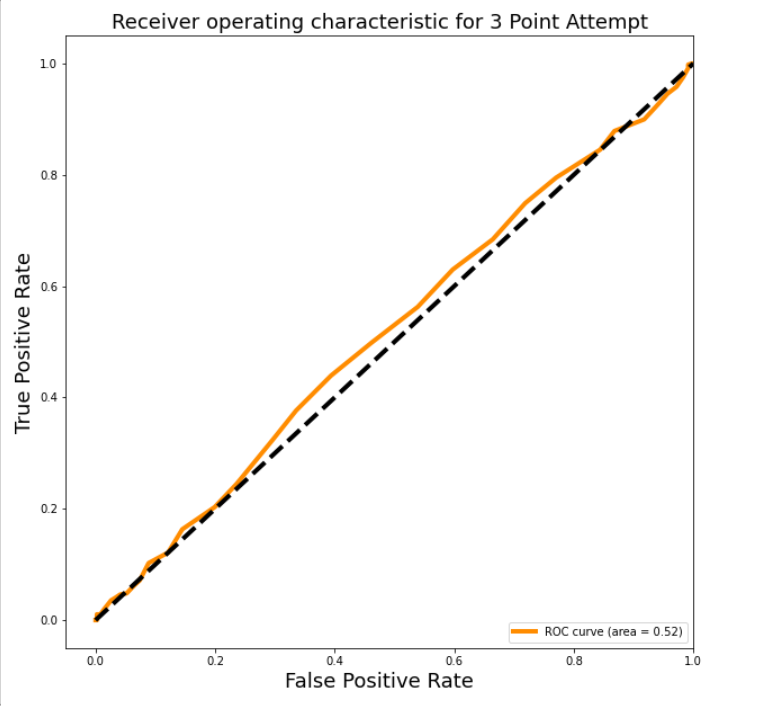 Receiver operating characteristic for 3 Point Attempt
1.0
0.8
0.6
0.4
0.2
0.0
True Positive Rate
ROC curve (area = 0.52)
0.0 0.2 0.4 0.6 0.8 1.0
False Positive Rate